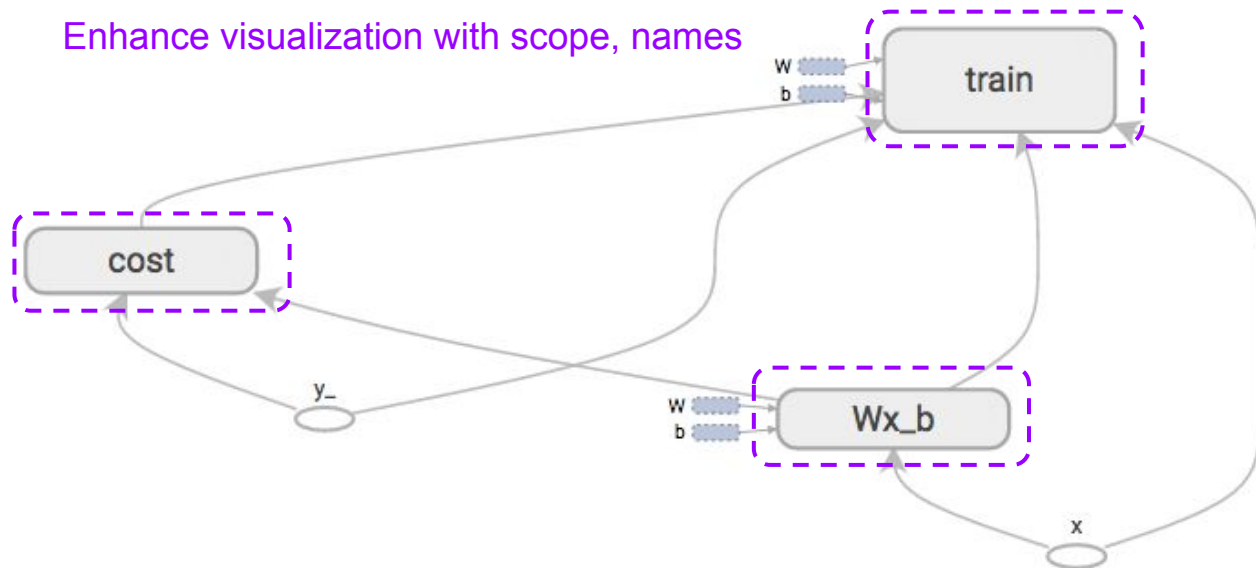 Enhance visualization with scope, names
W
b
train
cost
y_
W
b
Wx_b
x